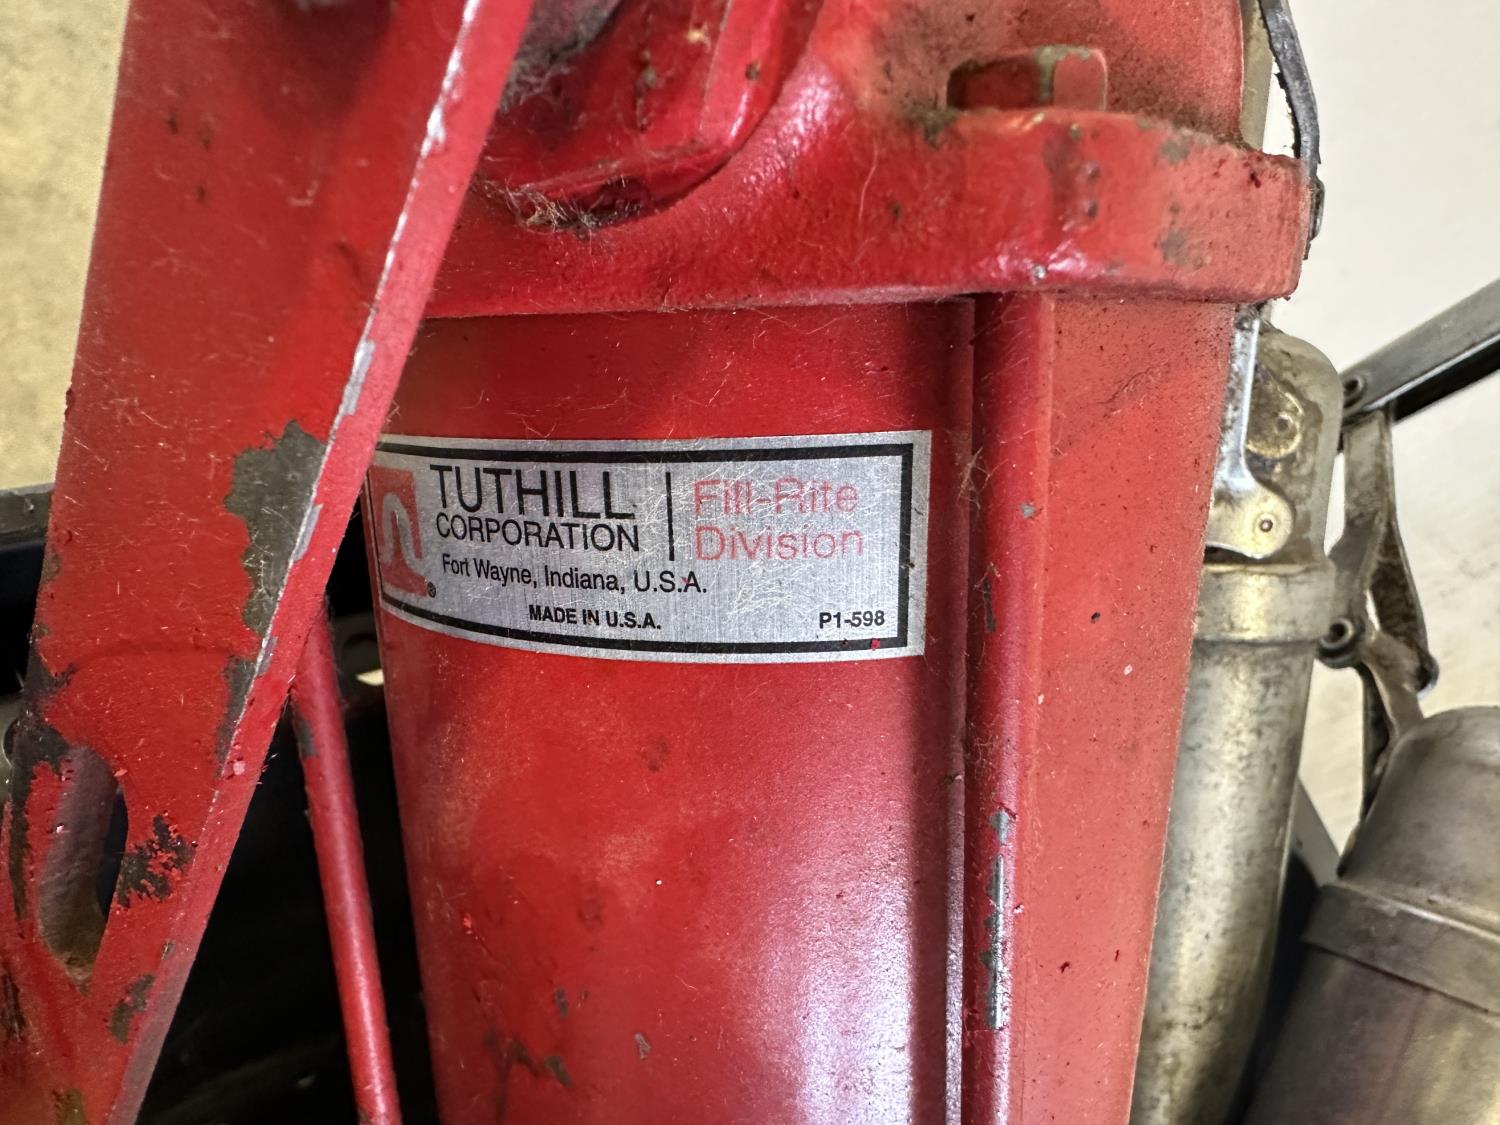 TUTHILL
CORPORATION
Fill-Rite
Division
Fort Wayne, Indiana, U.S.A.
MADE IN U.S.A.
P1-598
®